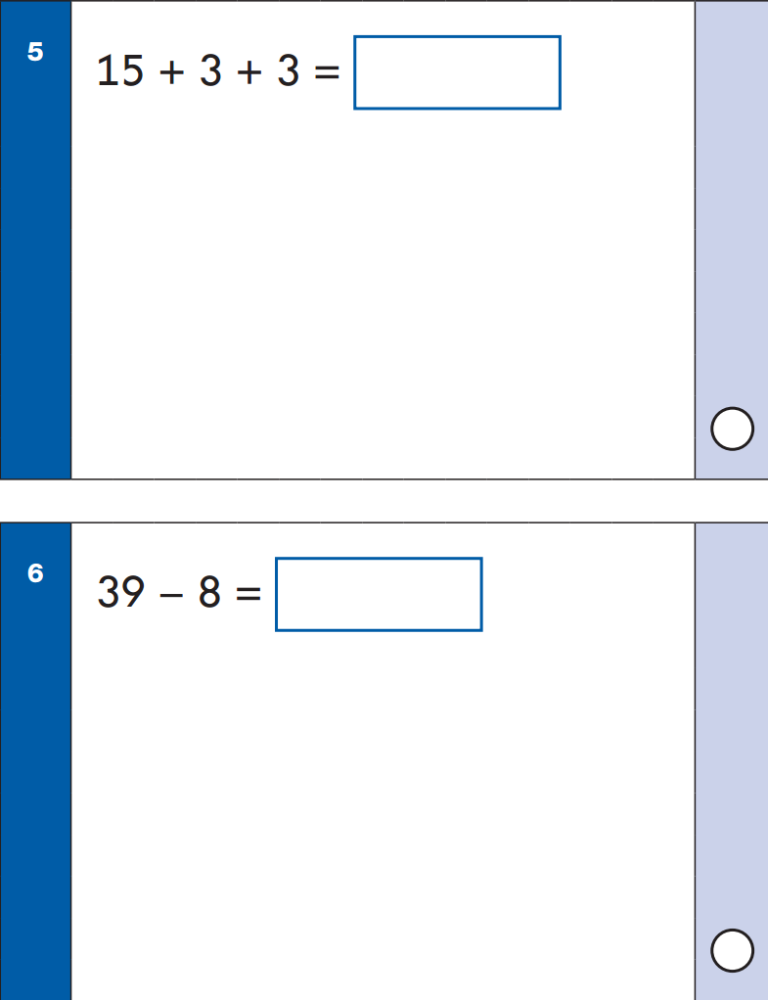 5
15 + 3 + 3 =
6
39 – 8 =